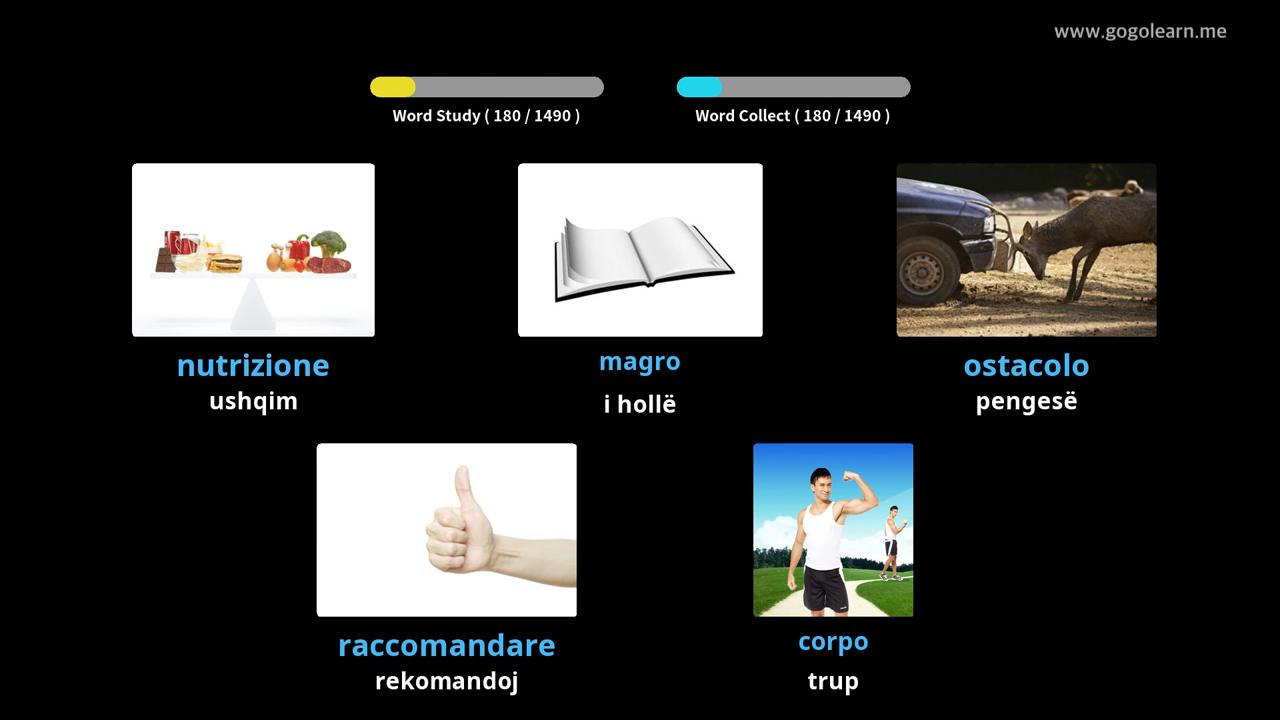 www.gogolearn.me
Word Study ( 180 / 1490 )
Word Collect ( 180 / 1490 )
nutrizione
ushqim
magro
i hollë
ostacolo
pengesë
raccomandare
rekomandoj
corpo
trup